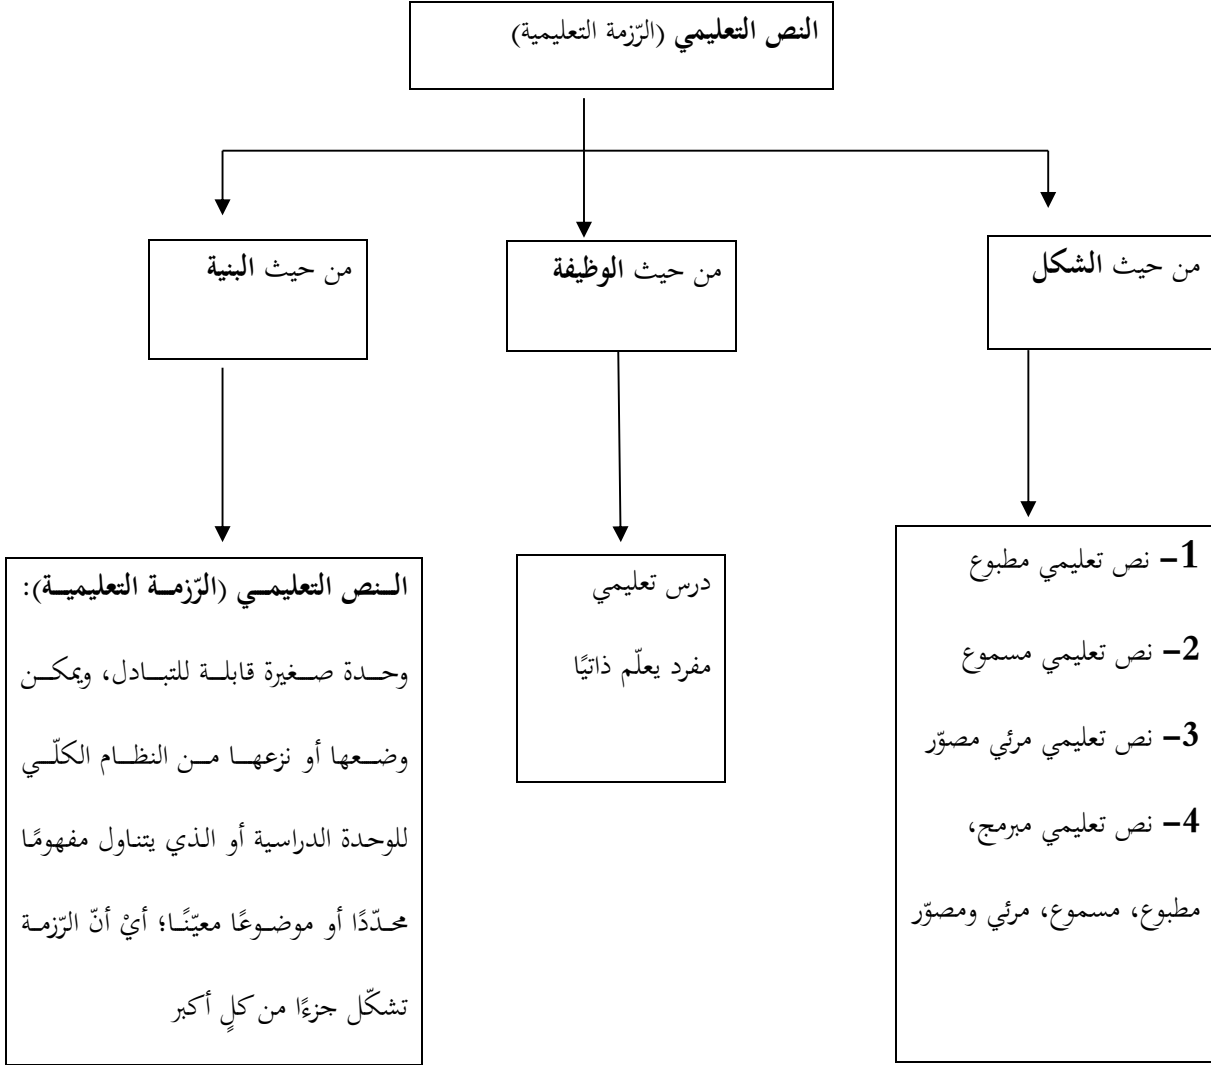 النص التعليمي (الرّزمة التعليمية)
من حيث الشكل
من حيث الوظيفة
من حيث البنية
1- نص تعليمي مطبوع
2- نص تعليمي مسموع
3- نص تعليمي مرئي مصوّر
4- نص تعليمي مبرمج،
مطبوع، مسموع، مرئي ومصوّر
درس تعليمي
مفرد يعلّم ذاتيًا
النص التعليمي (الرّزمة التعليمية):
وحدة صغيرة قابلة للتبادل، ويمكن
وضعها أو نزعها من النظام الكلّي
للوحدة الدراسية أو الذي يتناول مفهومًا
محدّدًا أو موضوعًا معيّنًا؛ أيْ أنّ الرّزمة
تشكّل جزءًا من كلٍ أكبر